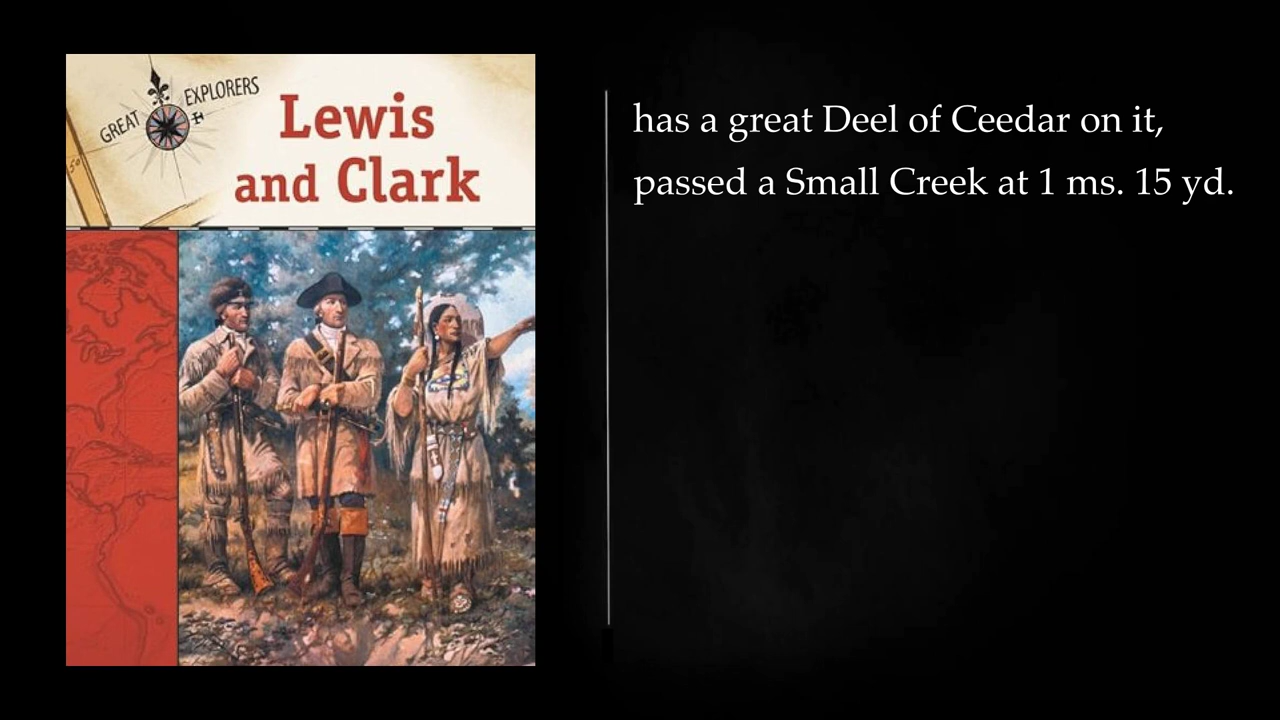 GREAT EXPLORERS
Lewis
and Clark
has a great Deel of Ceedar on it,
passed a Small Creek at 1 ms. 15 yd.